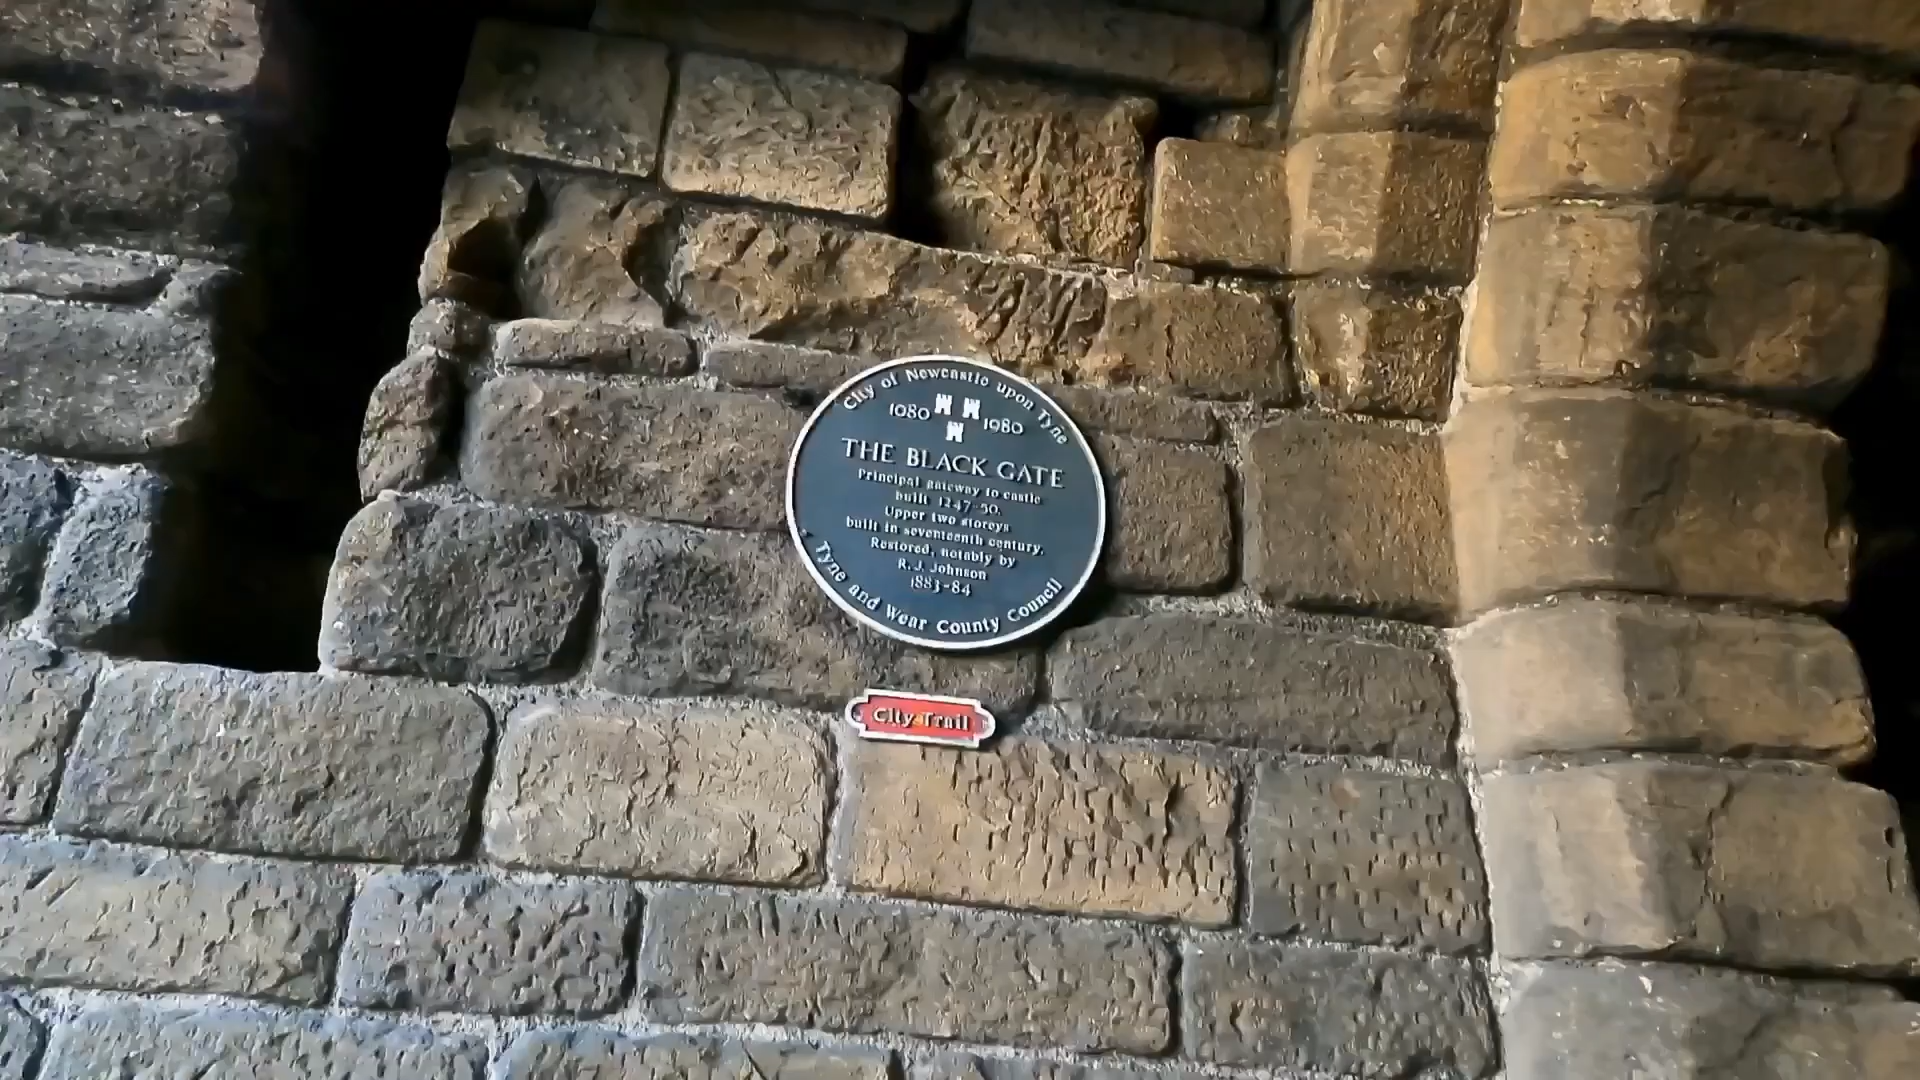 City of Newcastle upon Tyne
1080 1980
THE BLACK GATE
Principal gateway to castle
built 1247-50.
Upper two storeys
built in seventeenth century.
Restored, notably by
R. J. Johnson
1883-84
Tyne and Wear County Council
City Trail